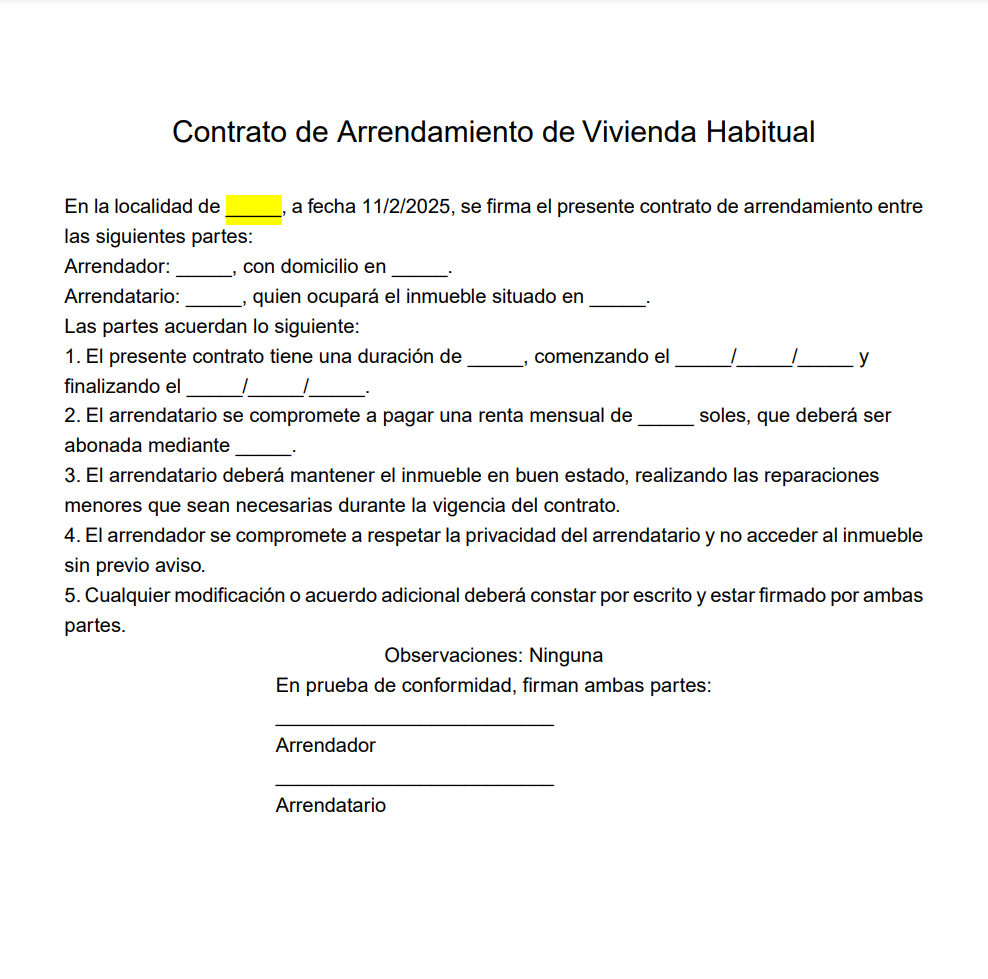 Contrato de Arrendamiento de Vivienda Habitual
En la localidad de _____, a fecha 11/2/2025, se firma el presente contrato de arrendamiento entre
las siguientes partes:
Arrendador: _____, con domicilio en _____.
Arrendatario: _____, quien ocupará el inmueble situado en _____.
Las partes acuerdan lo siguiente:
1. El presente contrato tiene una duración de _____, comenzando el _____/_____/_____ y
finalizando el _____/_____/_____.
2. El arrendatario se compromete a pagar una renta mensual de _____ soles, que deberá ser
abonada mediante _____.
3. El arrendatario deberá mantener el inmueble en buen estado, realizando las reparaciones
menores que sean necesarias durante la vigencia del contrato.
4. El arrendador se compromete a respetar la privacidad del arrendatario y no acceder al inmueble
sin previo aviso.
5. Cualquier modificación o acuerdo adicional deberá constar por escrito y estar firmado por ambas
partes.
Observaciones: Ninguna
En prueba de conformidad, firman ambas partes:
_________________________
Arrendador
_________________________
Arrendatario